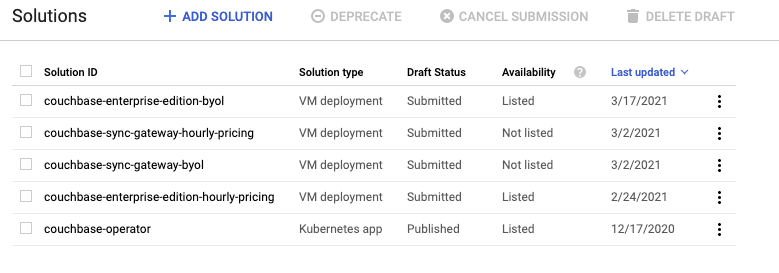 Solutions + ADD SOLUTION DEPRECATE CANCEL SUBMISSION DELETE DRAFT
Solution ID Solution type Draft Status Availability ? Last updated
couchbase-enterprise-edition-byol VM deployment Submitted Listed 3/17/2021
couchbase-sync-gateway-hourly-pricing VM deployment Submitted Not listed 3/2/2021
couchbase-sync-gateway-byol VM deployment Submitted Not listed 3/2/2021
couchbase-enterprise-edition-hourly-pricing VM deployment Submitted Listed 2/24/2021
couchbase-operator Kubernetes app Published Listed 12/17/2020